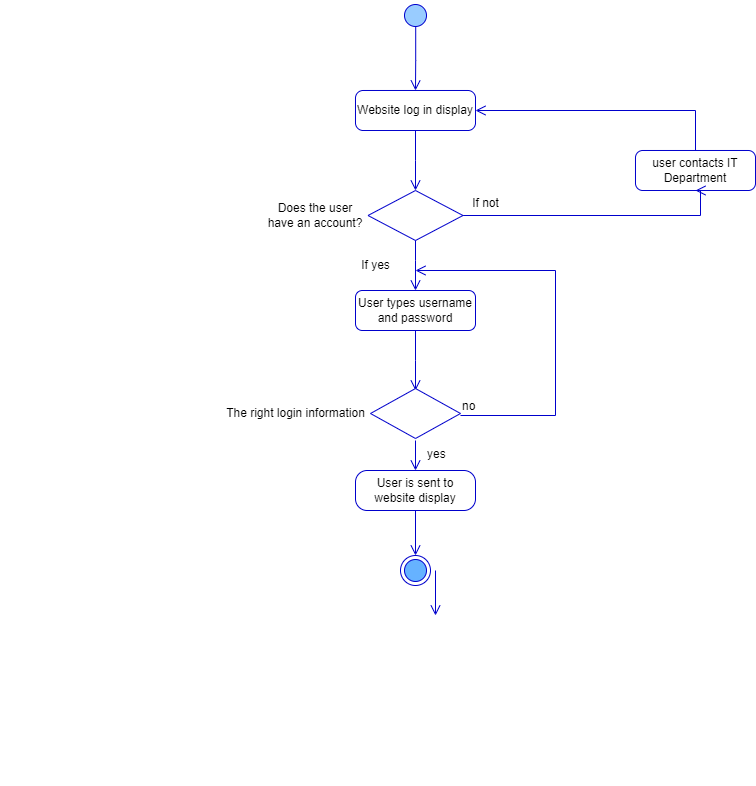 Website log in display
user contacts IT
Department
Does the user
have an account?
If not
If yes
User types username
and password
The right login information
no
yes
User is sent to
website display